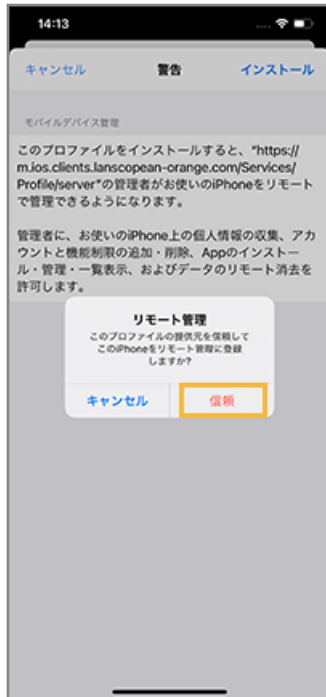 14:13
キャンセル 警告 インストール
モバイルデバイス管理
このプロファイルをインストールすると、"https://
m.ios.clients.lanscopean-orange.com/Services/
Profile/server"の管理者がお使いのiPhoneをリモート
で管理できるようになります。
管理者に、お使いのiPhone上の個人情報の収集、アカ
ウントと機能制限の追加・削除、Appのインストー
ル・管理・一覧表示、およびデータのリモート消去を
許可します。
リモート管理
このプロファイルの提供元を信頼して
このiPhoneをリモート管理に登録
しますか?
キャンセル 信頼